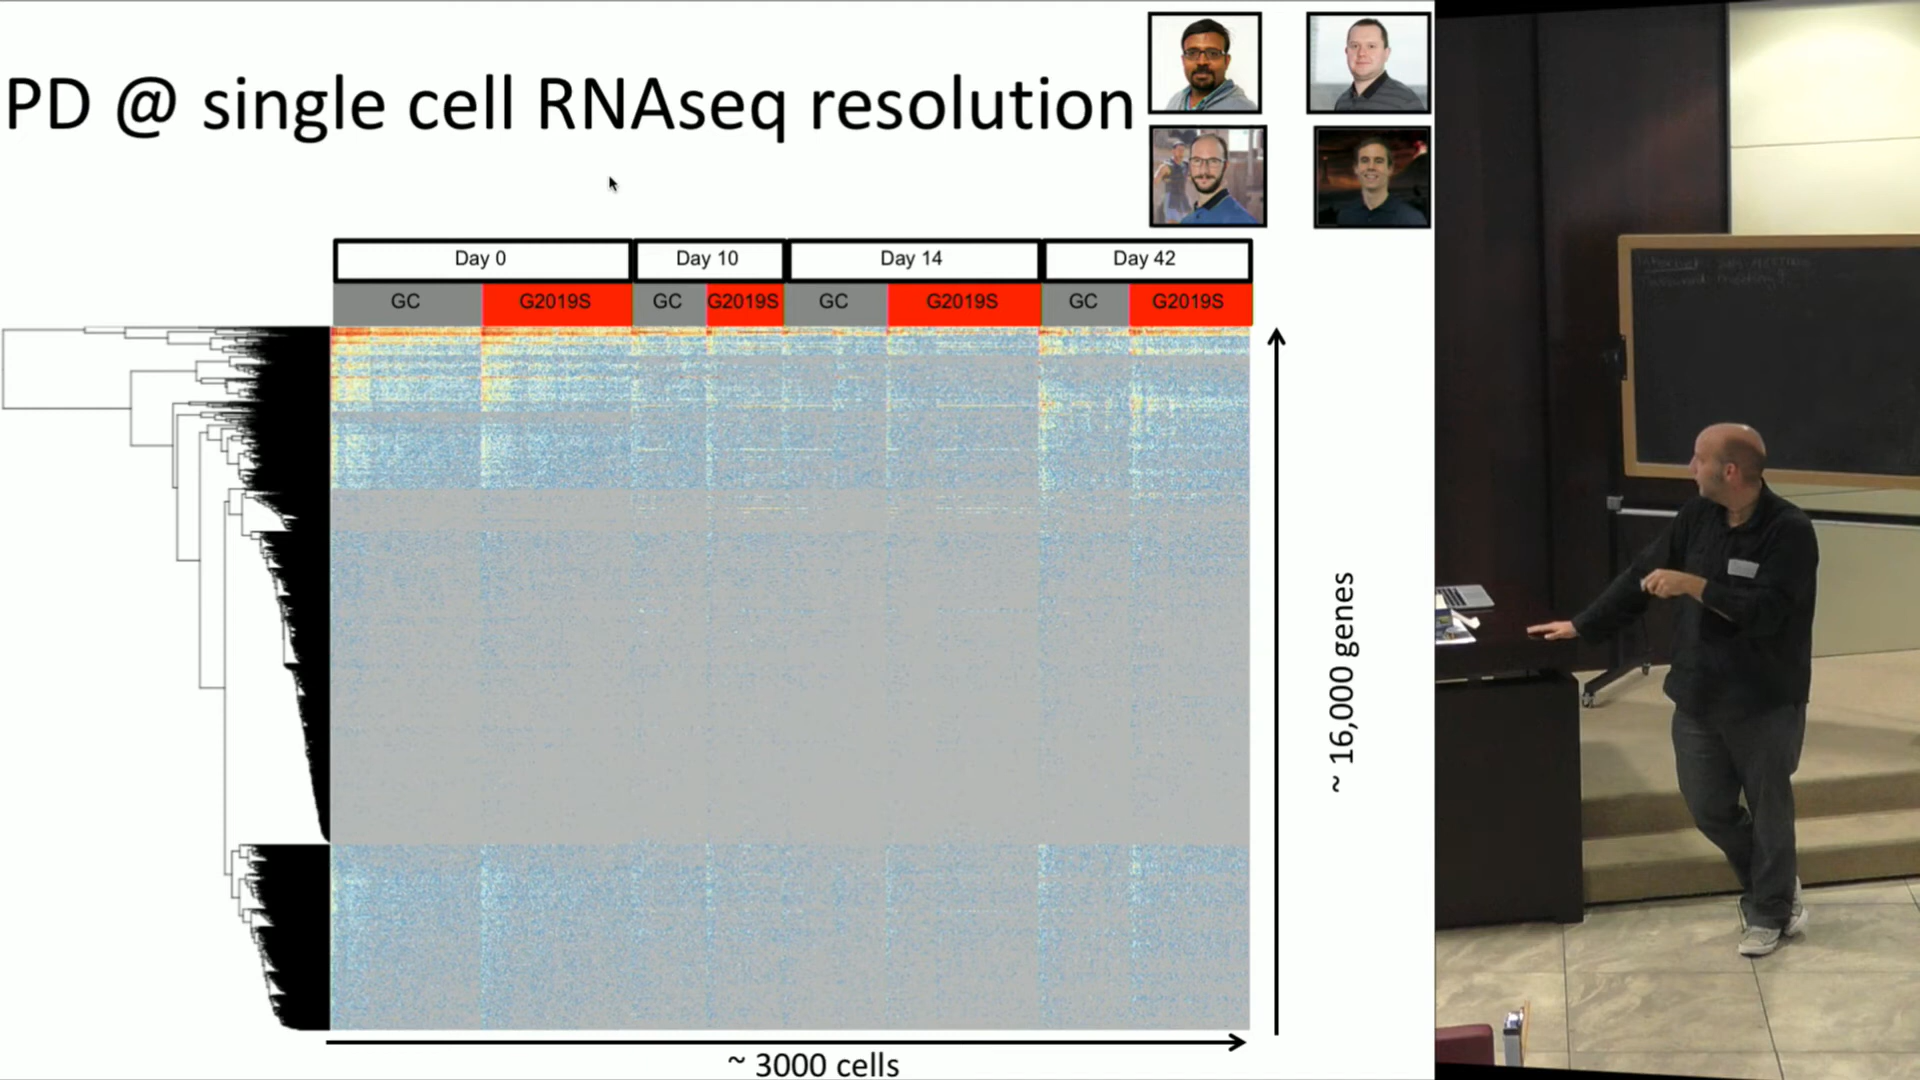 PD @ single cell RNAseq resolution
Day 0 Day 10 Day 14 Day 42
GC G2019S GC G2019S GC G2019S GC G2019S
~ 16,000 genes
~ 3000 cells